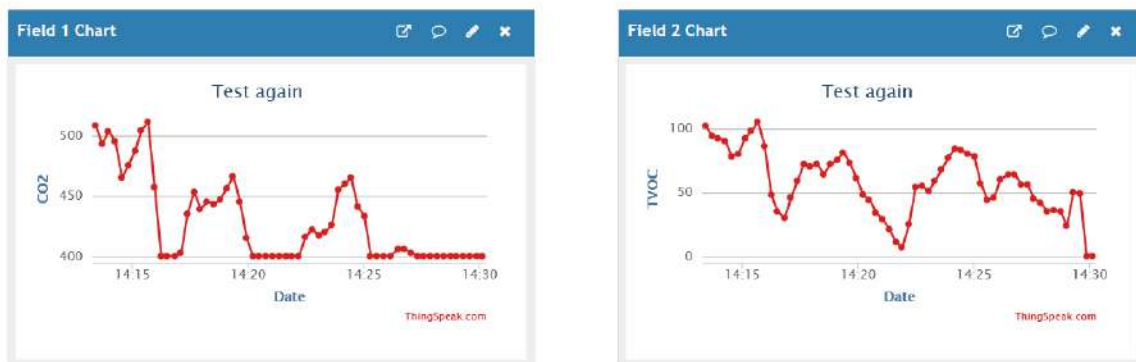 Field 1 Chart
Test again
500
450
400
CO2
14:15 14:20 14:25 14:30
Date
ThingSpeak.com
Field 2 Chart
Test again
100
50
0
TVOC
14:15 14:20 14:25 14:30
Date
ThingSpeak.com